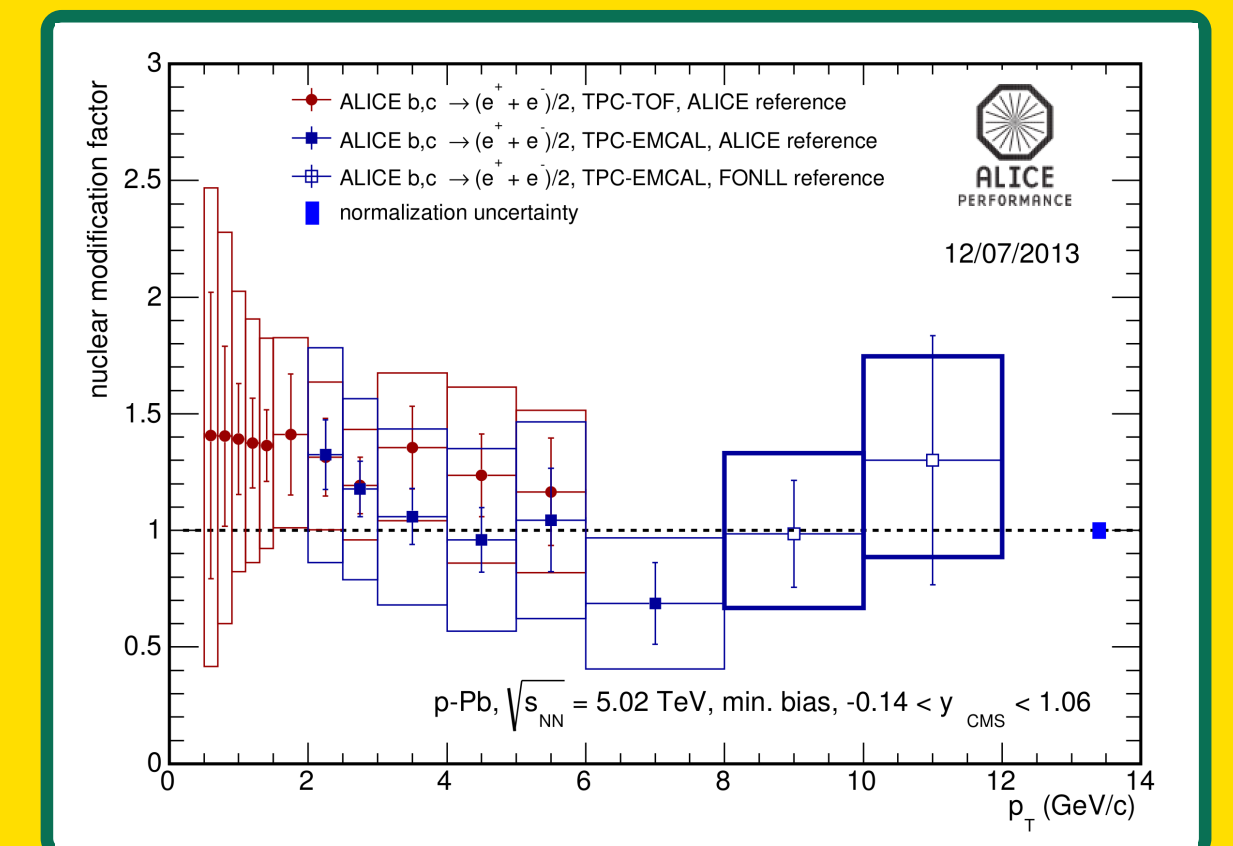 nuclear modification factor
3
2.5
2
1.5
1
0.5
0
ALICE b,c → (e+ + e-)/2, TPC-TOF, ALICE reference
ALICE b,c → (e+ + e-)/2, TPC-EMCAL, ALICE reference
ALICE b,c → (e+ + e-)/2, TPC-EMCAL, FONLL reference
normalization uncertainty
ALICE
PERFORMANCE
12/07/2013
p-Pb, √sNN = 5.02 TeV, min. bias, -0.14 < y CMS < 1.06
0 2 4 6 8 10 12 14
pT (GeV/c)